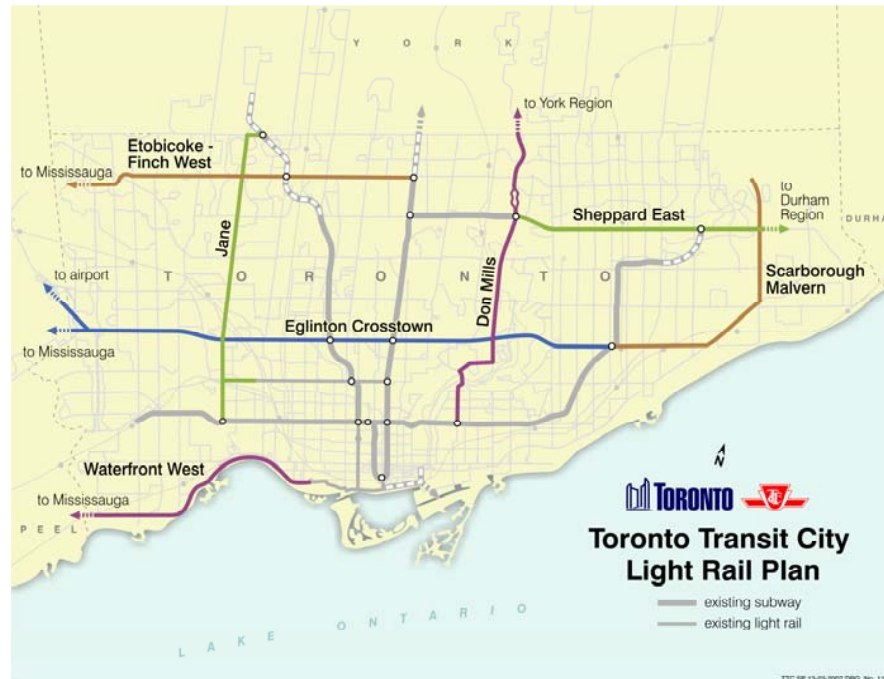 Y O R K
to York Region
Etobicoke -
Finch West
to Mississauga
to
Durham
Region
Sheppard East
DURHA
Jane
Don Mills
to airport
T O R O N T O
Scarborough
Malvern
Eglinton Crosstown
to Mississauga
Waterfront West
to Mississauga
P E E L
N
TORONTO
TTC
Toronto Transit City
Light Rail Plan
existing subway
existing light rail
L A K E O N T A R I O